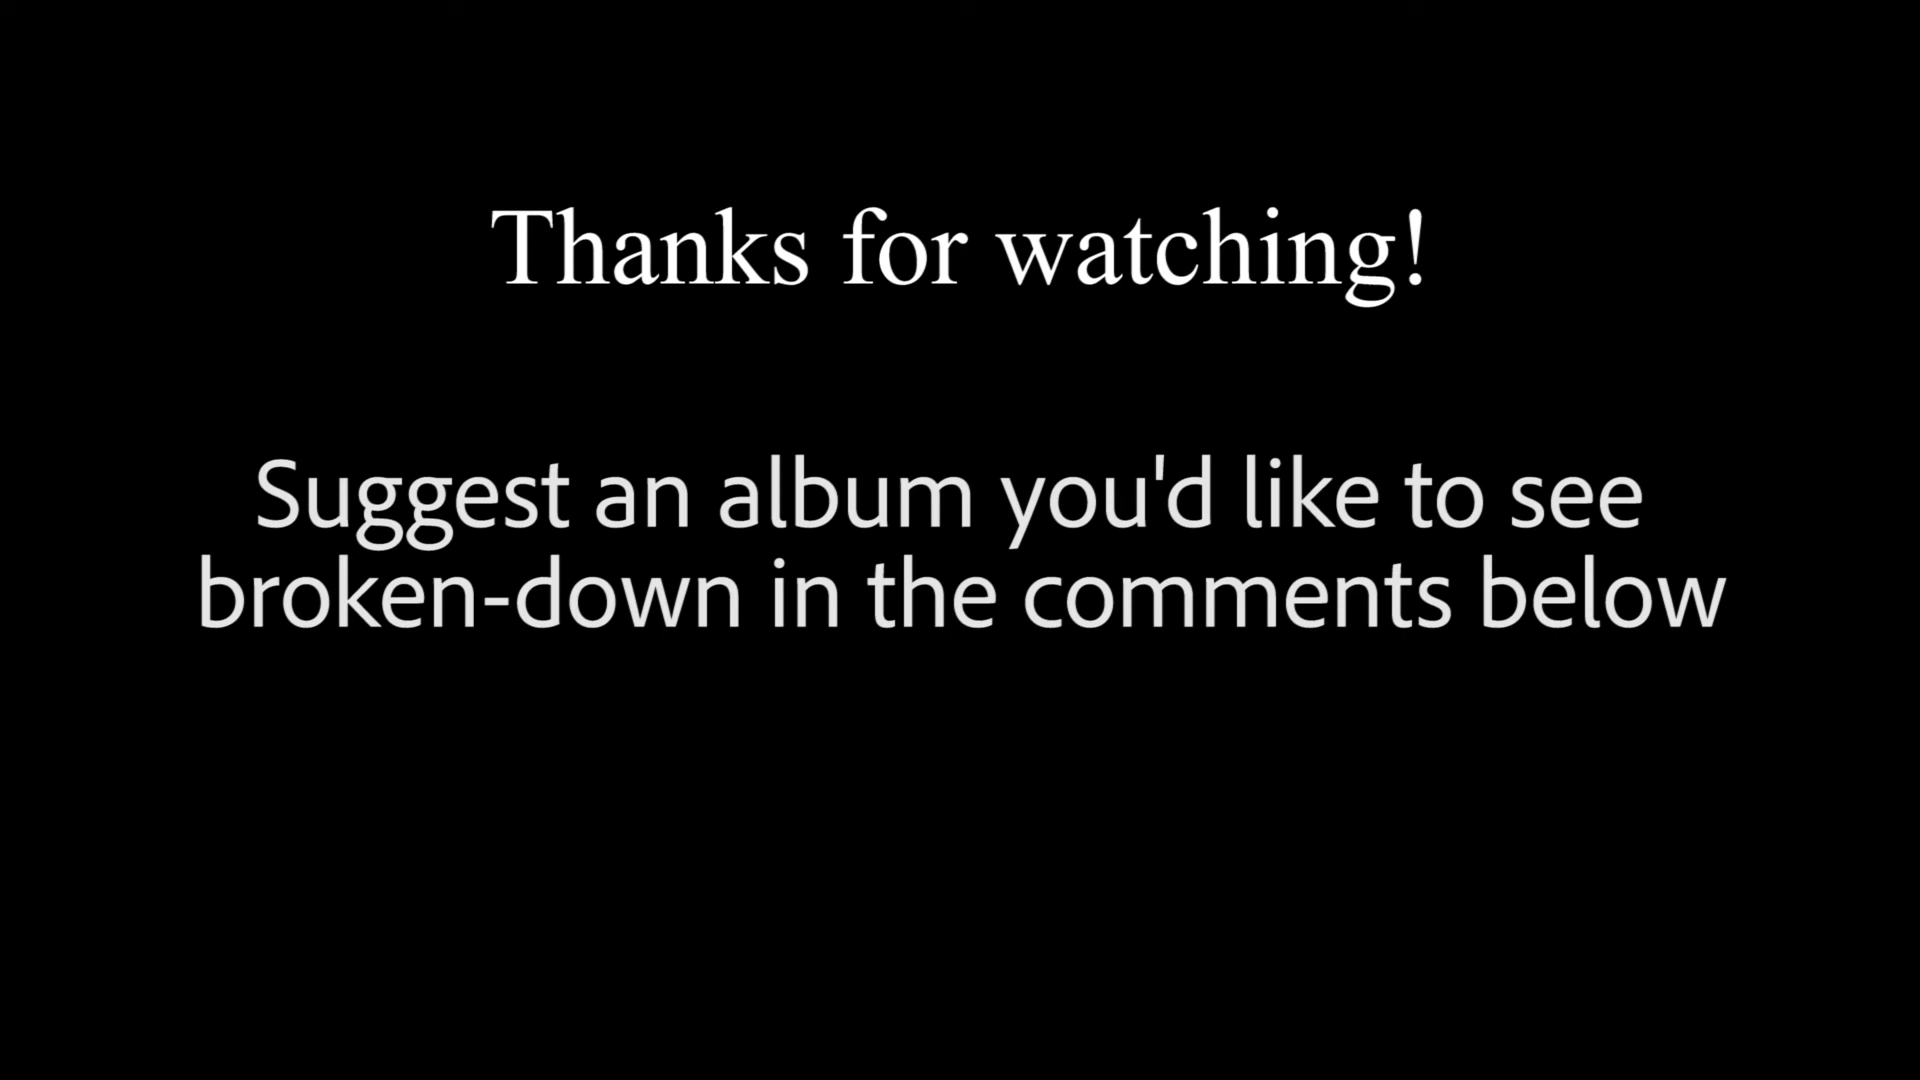 Thanks for watching!
Suggest an album you'd like to see
broken-down in the comments below